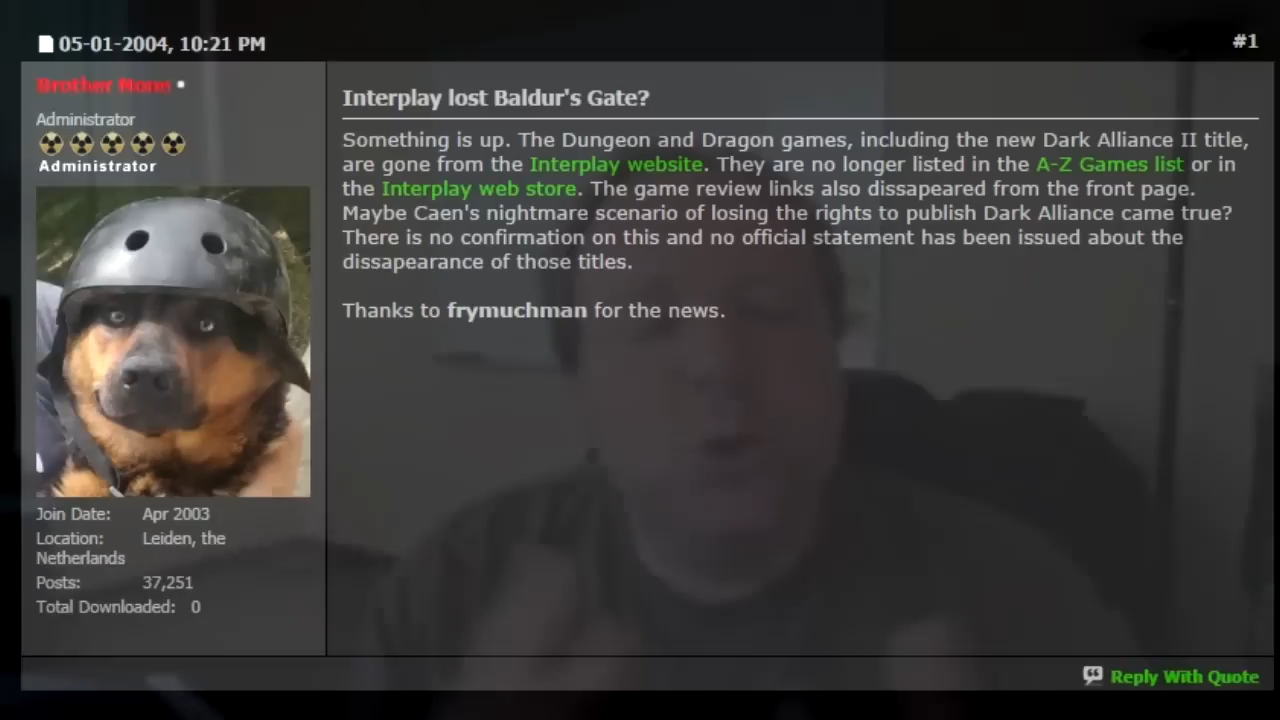 05-01-2004, 10:21 PM
#1
Brother None
Administrator
Administrator
Interplay lost Baldur's Gate?
Something is up. The Dungeon and Dragon games, including the new Dark Alliance II title,
are gone from the Interplay website. They are no longer listed in the A-Z Games list or in
the Interplay web store. The game review links also dissapeared from the front page.
Maybe Caen's nightmare scenario of losing the rights to publish Dark Alliance came true?
There is no confirmation on this and no official statement has been issued about the
dissapearance of those titles.
Thanks to frymuchman for the news.
Join Date: Apr 2003
Location: Leiden, the
Netherlands
Posts: 37,251
Total Downloaded: 0
Reply With Quote